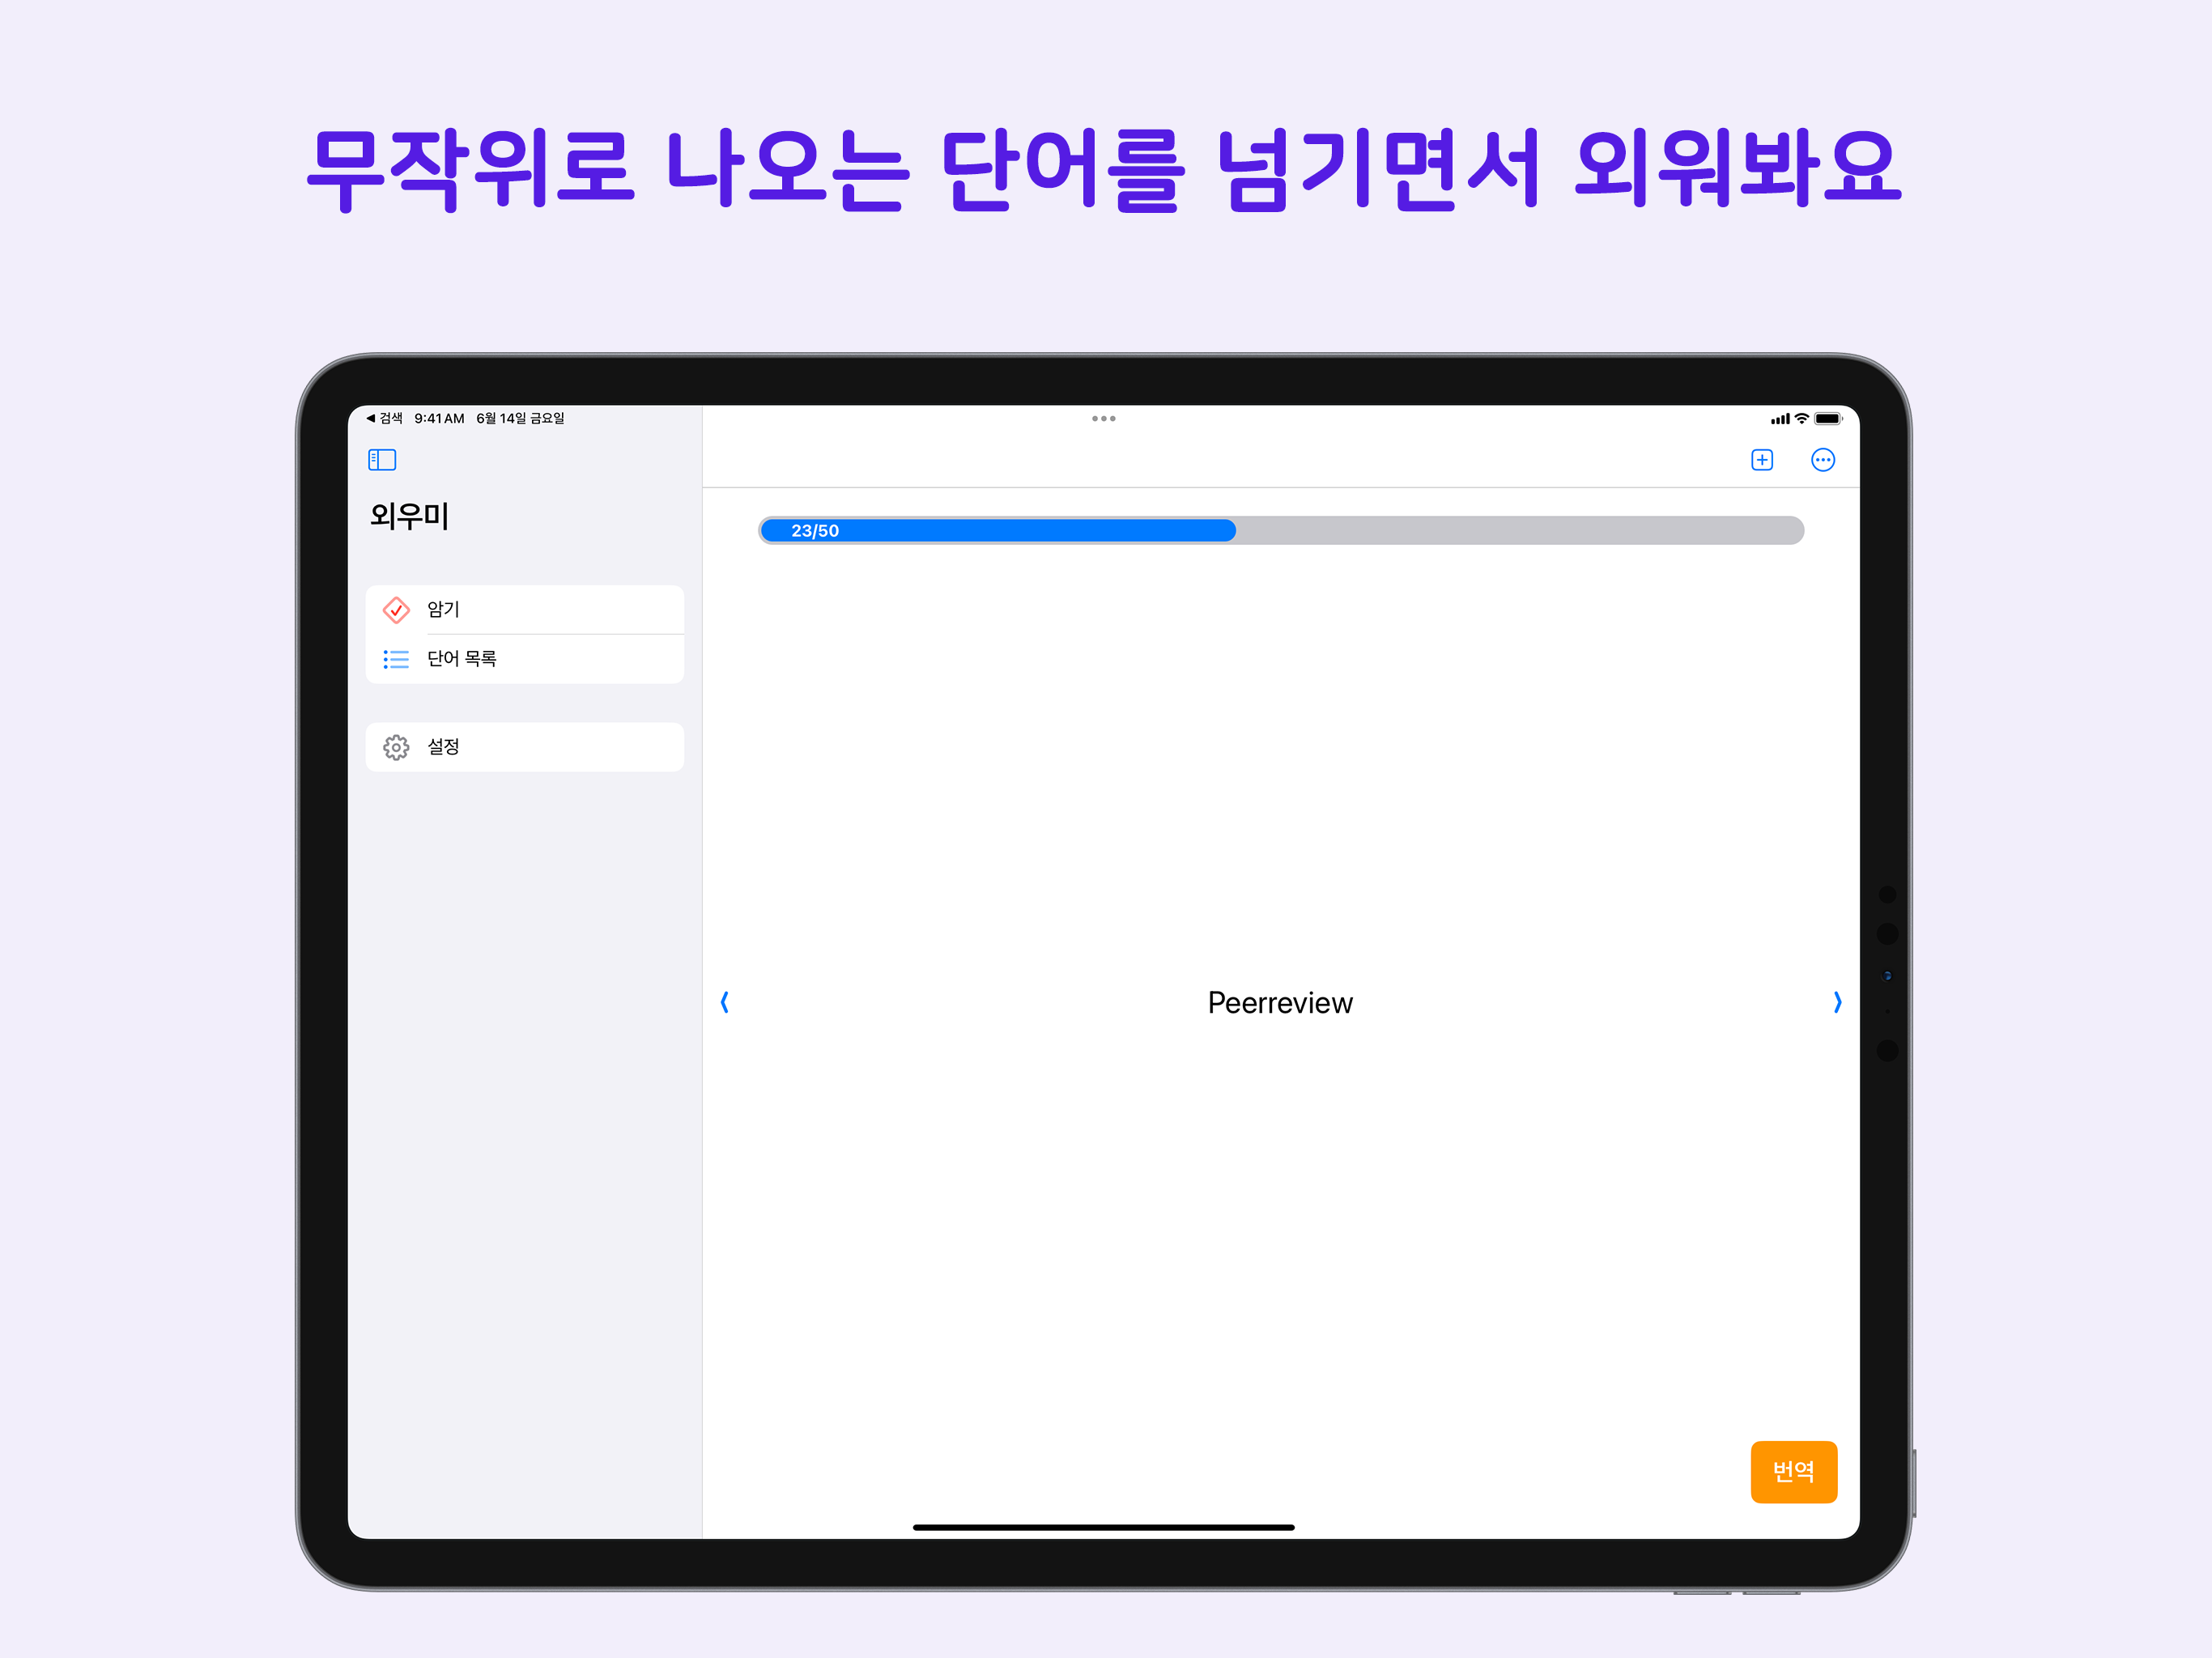 무작위로 나오는 단어를 넘기면서 외워봐요
검색 9:41 AM 6월 14일 금요일
외우미
암기
단어 목록
설정
23/50
Peerreview
번역